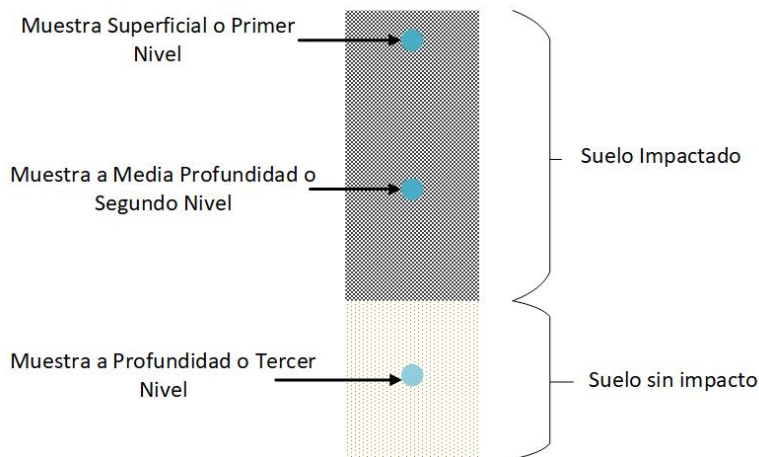 Muestra Superficial o Primer
Nivel
Muestra a Media Profundidad o
Segundo Nivel
Suelo Impactado
Muestra a Profundidad o Tercer
Nivel
Suelo sin impacto